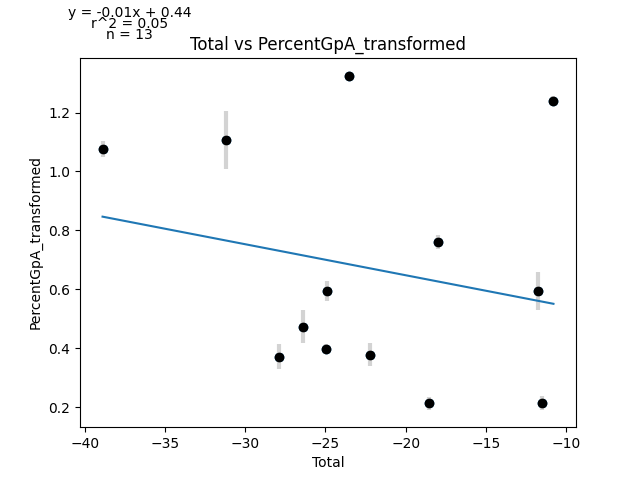 y = -0.01x + 0.44
r^2 = 0.05
n = 13
Total vs PercentGpA_transformed
PercentGpA_transformed
1.2
1.0
0.8
0.6
0.4
0.2
−40
−35
−30
−25
−20
−15
−10
Total